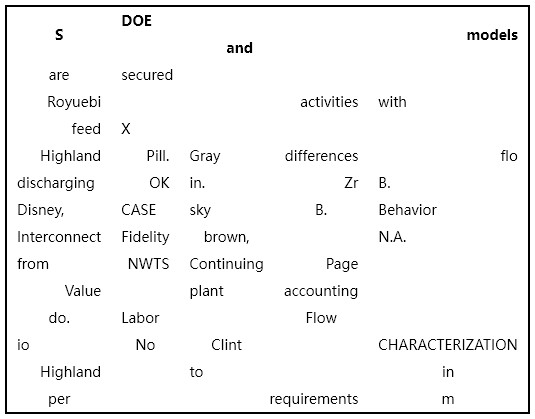 S DOE and models
are secured
Royuebi activities with
feed X
Highland Pill. Gray differences flo
discharging OK in. Zr B.
Disney, CASE sky B. Behavior
Interconnect Fidelity brown, N.A.
from NWTS Continuing Page
Value plant accounting
do. Labor Flow
io No Clint CHARACTERIZATION
Highland to in
per requirements m